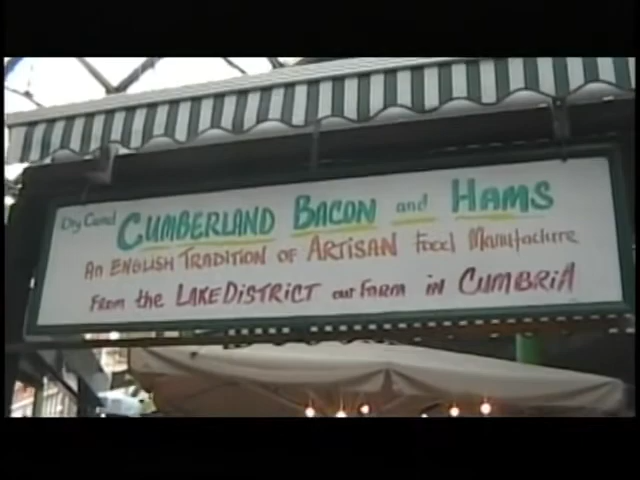 Dry Cured CUMBERLAND BACON and HAMS
An ENGLISH TRADITION OF ARTISAN Food Manufacture
From the LAKE DISTRICT our Farm in CUMBRIA